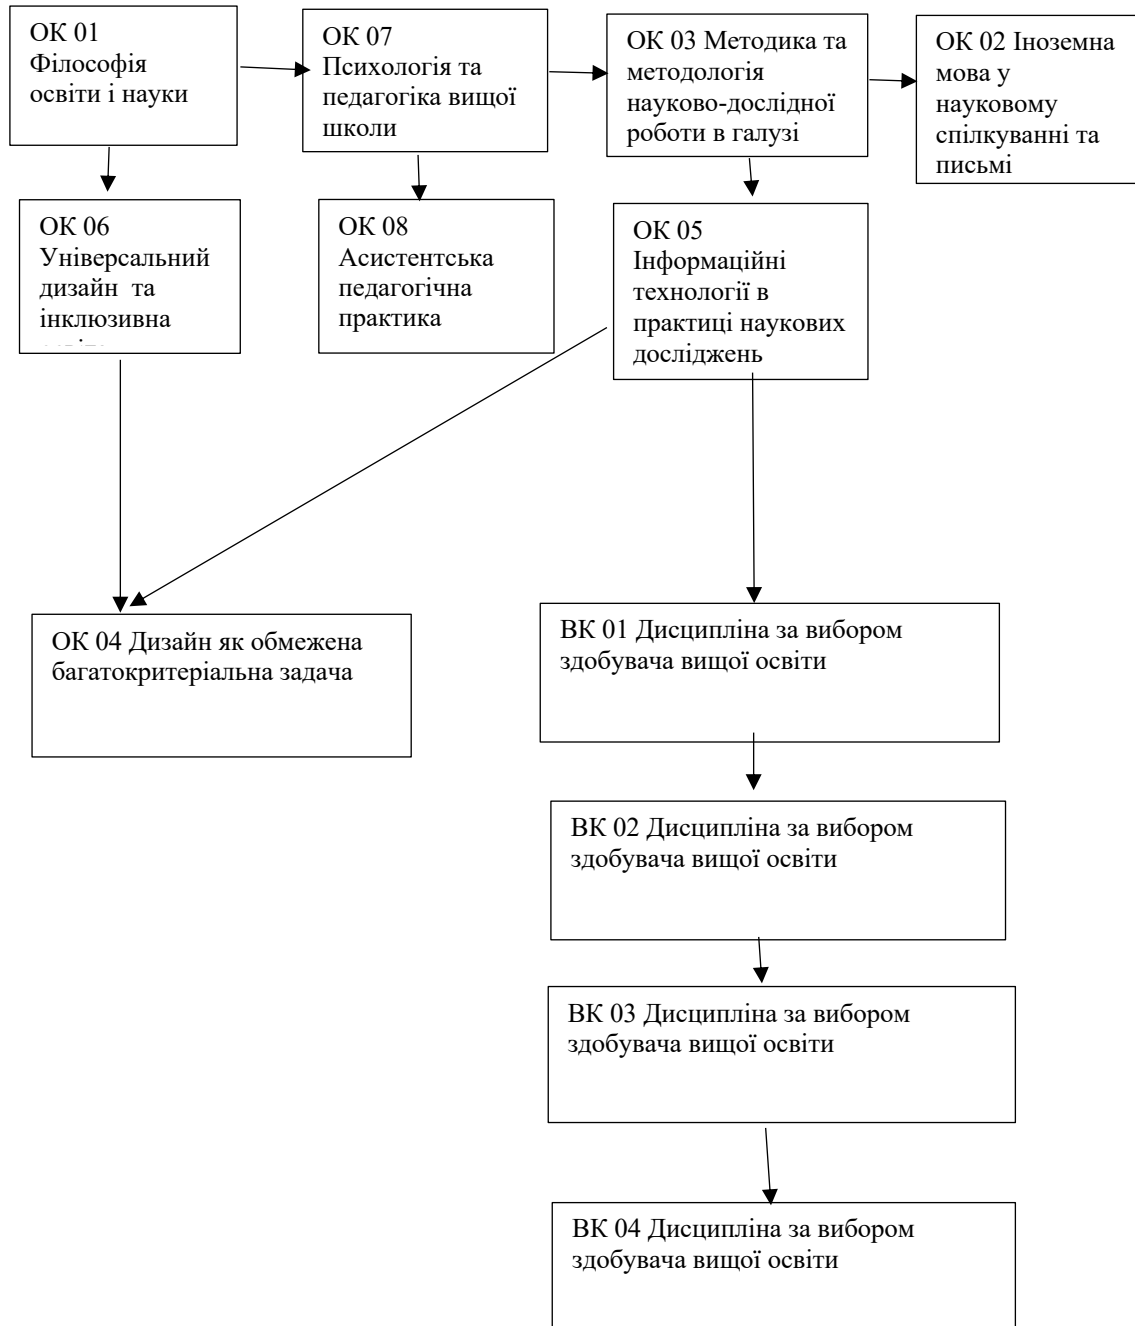 ОК 01
Філософія
освіти і науки
ОК 07
Психологія та
педагогіка вищої
школи
ОК 03 Методика та
методологія
науково-дослідної
роботи в галузі
ОК 02 Іноземна
мова у
науковому
спілкуванні та
письмі
ОК 06
Універсальний
дизайн та
інклюзивна
ОК 08
Асистентська
педагогічна
практика
ОК 05
Інформаційні
технології в
практиці наукових
досліджень
ОК 04 Дизайн як обмежена
багатокритеріальна задача
ВК 01 Дисципліна за вибором
здобувача вищої освіти
ВК 02 Дисципліна за вибором
здобувача вищої освіти
ВК 03 Дисципліна за вибором
здобувача вищої освіти
ВК 04 Дисципліна за вибором
здобувача вищої освіти